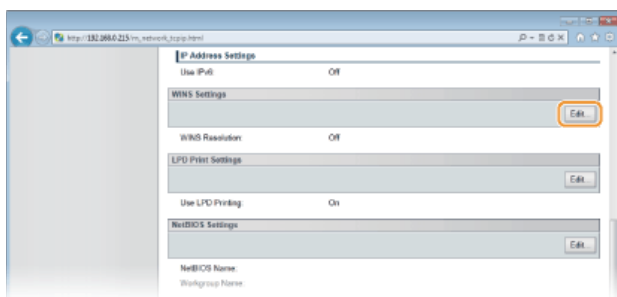 http://192.168.0.215/m_network_tcpip.html
IP Address Settings
Use IPv6: Off
WINS Settings
Edit...
WINS Resolution: Off
LPD Print Settings
Edit...
Use LPD Printing: On
NetBIOS Settings
Edit...
NetBIOS Name:
Workgroup Name: